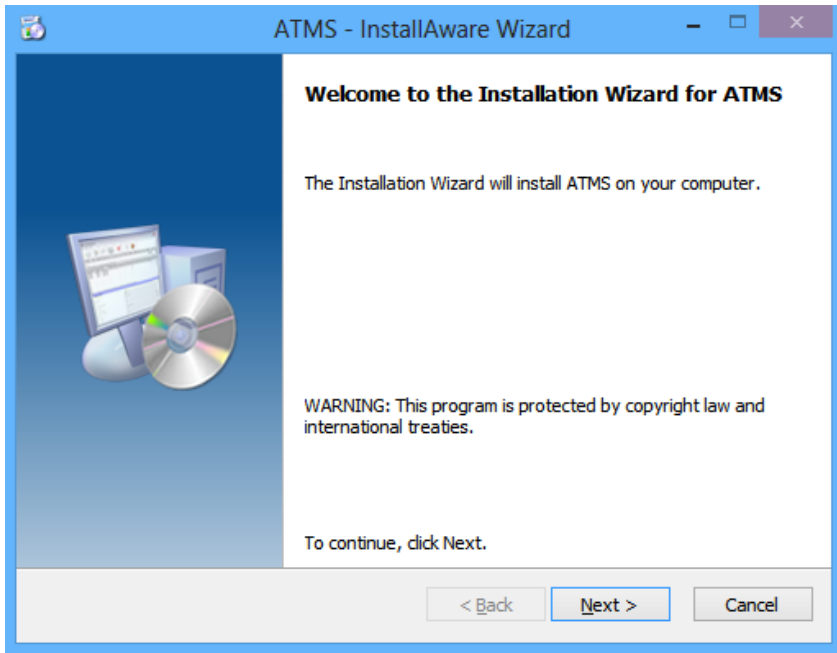 ATMS - InstallAware Wizard
Welcome to the Installation Wizard for ATMS
The Installation Wizard will install ATMS on your computer.
WARNING: This program is protected by copyright law and
international treaties.
To continue, click Next.
< Back Next > Cancel